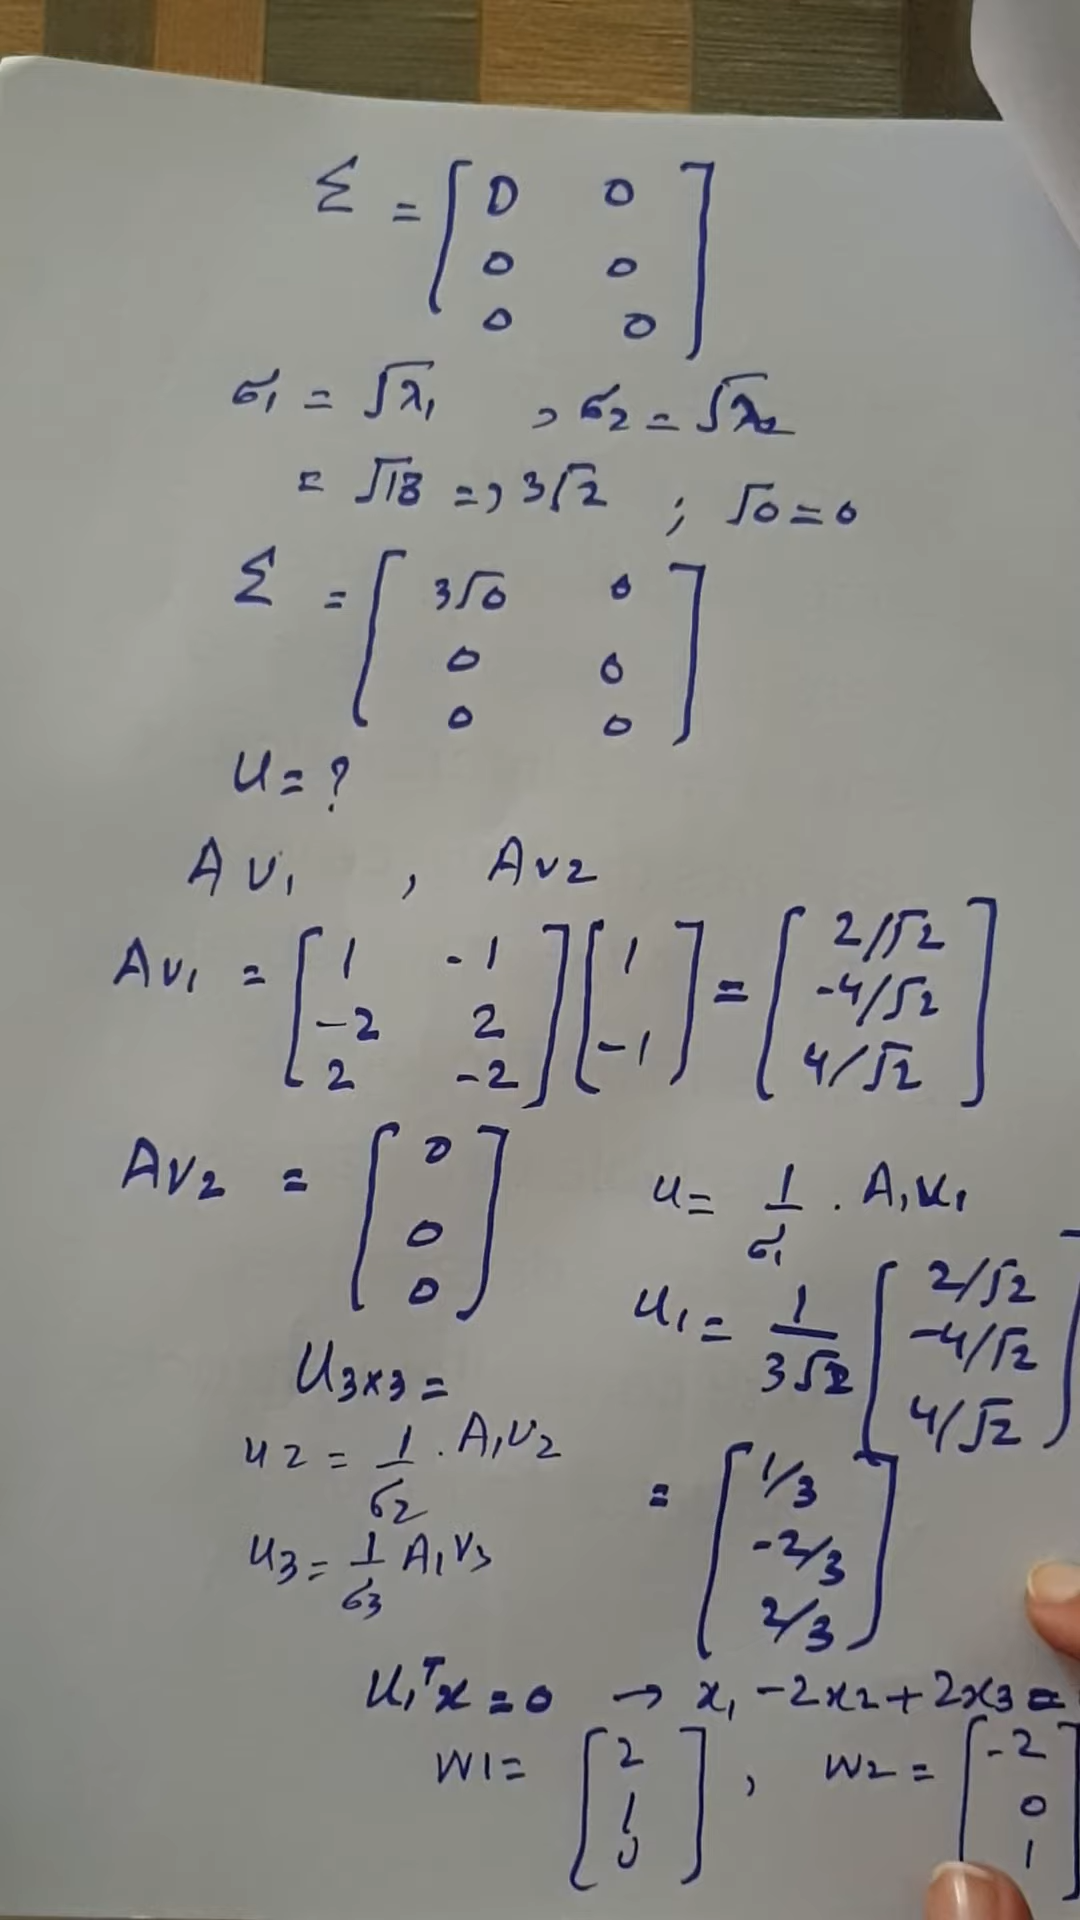 Σ = [ D 0
0 0
0 0 ]
σ1 = √λ1 , σ2 = √λ2
= √18 =, 3√2 ; √0 = 0
Σ = [ 3√0 0
0 0
0 0 ]
U = ?
AV1 , AV2
AV1 = [ 1 -1
-2 2
2 -2 ] [ 1
-1 ] = [ 2/√2
-4/√2
4/√2 ]
AV2 = [ 0
0
0 ]
u = 1/σ1 . A1
u1 = 1/3√2 [ 2/√2
-4/√2
4/√2 ]
= [ 1/3
-2/3
2/3 ]
U3x3 =
u2 = 1/σ2 . A1V2
u3 = 1/σ3 A1V3
U1ᵀx = 0 → x1 - 2x2 + 2x3 =
W1 = [ 2
1
0 ] , W2 = [ -2
0
1 ]